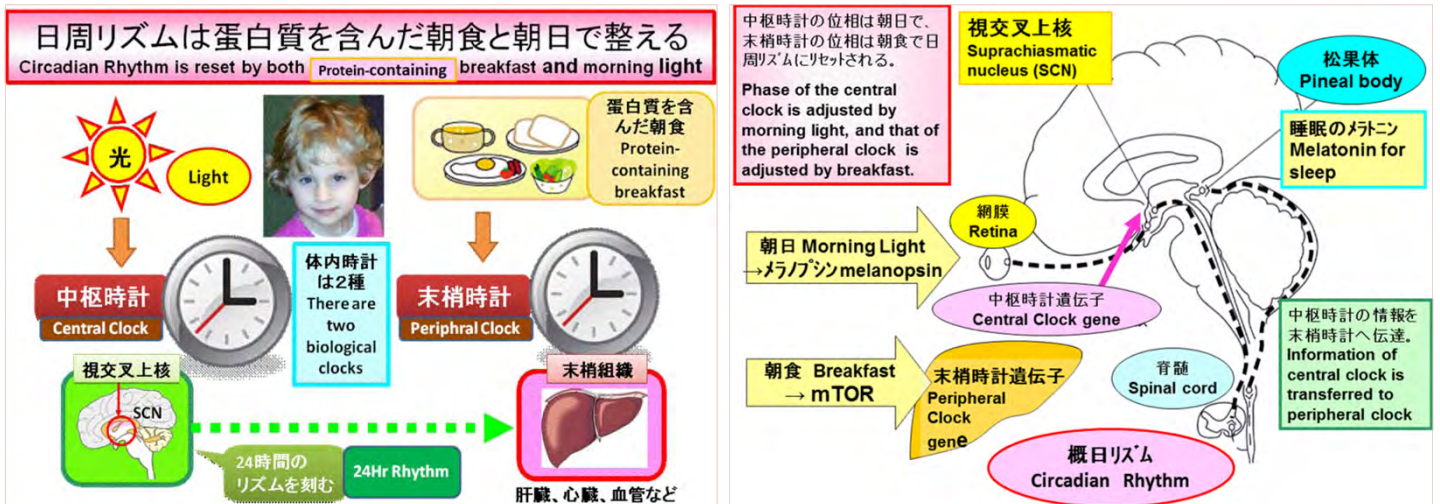 日周リズムは蛋白質を含んだ朝食と朝日で整える
Circadian Rhythm is reset by both Protein-containing breakfast and morning light
光
Light
蛋白質を含
んだ朝食
Protein-
containing
breakfast
中枢時計
Central Clock
体内時計
は2種
There are
two
biological
clocks
末梢時計
Periphral Clock
視交叉上核
SCN
末梢組織
24時間の
リズムを刻む
24Hr Rhythm
肝臓、心臓、血管など
中枢時計の位相は朝日で、
末梢時計の位相は朝食で日
周リズムにリセットされる。
Phase of the central
clock is adjusted by
morning light, and that of
the peripheral clock is
adjusted by breakfast.
視交叉上核
Suprachiasmatic
nucleus (SCN)
松果体
Pineal body
睡眠のメラトニン
Melatonin for
sleep
網膜
Retina
朝日 Morning Light
→メラノプシン melanopsin
中枢時計遺伝子
Central Clock gene
朝食 Breakfast
→ mTOR
末梢時計遺伝子
Peripheral
Clock
gene
脊髄
Spinal cord
中枢時計の情報を
末梢時計へ伝達。
Information of
central clock is
transferred to
peripheral clock
概日リズム
Circadian Rhythm